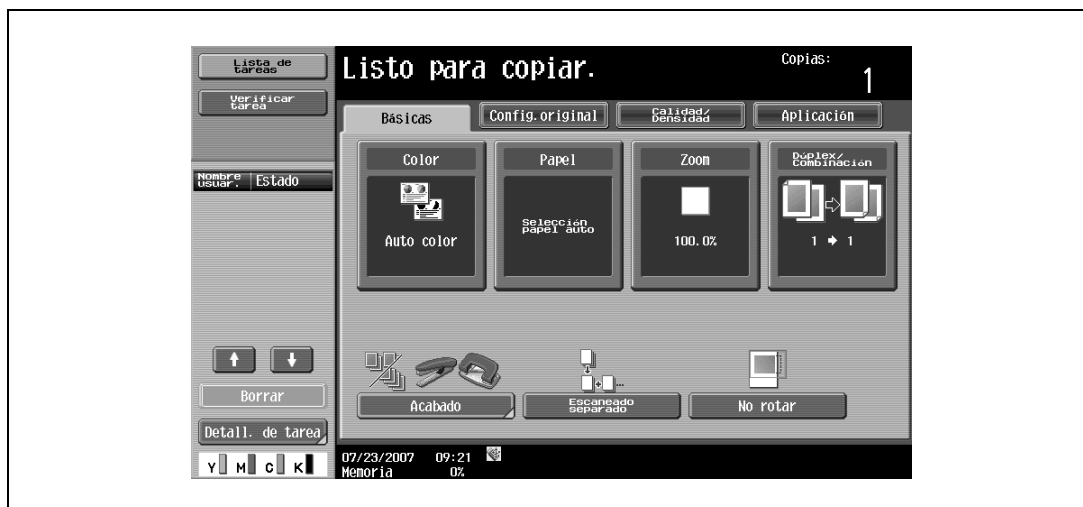 Lista de
tareas
Verificar
tarea
Nombre
usuar.
Estado
Borrar
Detall. de tarea
Y M C K
Listo para copiar.
Copias:
1
Básicas
Config.original
Calidad/
Densidad
Aplicación
Color
Auto color
Papel
Selección
papel auto
Zoom
100.0%
Dúplex/
Combinación
1 → 1
Acabado
Escaneado
separado
No rotar
07/23/2007 09:21
Memoria 0%